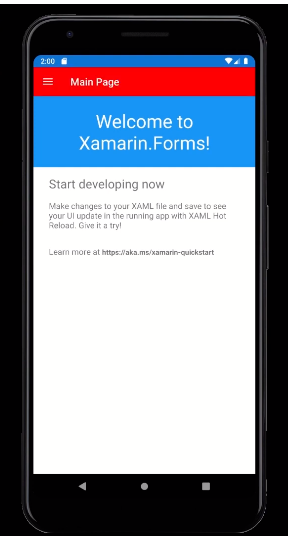 2:00
Main Page
Welcome to
Xamarin.Forms!
Start developing now
Make changes to your XAML file and save to see
your UI update in the running app with XAML Hot
Reload. Give it a try!
Learn more at https://aka.ms/xamarin-quickstart